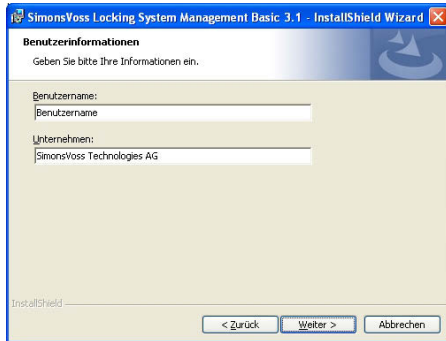 SimonsVoss Locking System Management Basic 3.1 - InstallShield Wizard
Benutzerinformationen
Geben Sie bitte Ihre Informationen ein.
Benutzername:
Benutzername
Unternehmen:
SimonsVoss Technologies AG
InstallShield
< Zurück Weiter > Abbrechen